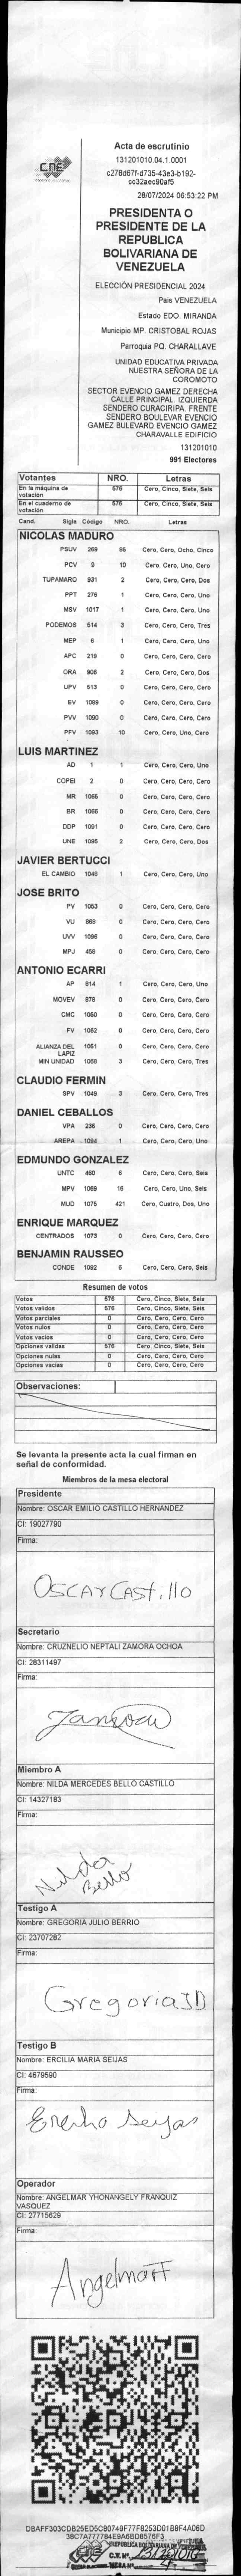 CNE
Acta de escrutinio
131201010.04.1.0001
c278d67f-d735-43e3-b192-
cc32aec90af5
28/07/2024 06:53:22 PM
PRESIDENTA O
PRESIDENTE DE LA
REPUBLICA
BOLIVARIANA DE
VENEZUELA
ELECCIÓN PRESIDENCIAL 2024
Pais VENEZUELA
Estado EDO. MIRANDA
Municipio MP. CRISTOBAL ROJAS
Parroquia PQ. CHARALLAVE
UNIDAD EDUCATIVA PRIVADA
NUESTRA SEÑORA DE LA
COROMOTO
SECTOR EVENCIO GAMEZ DERECHA
CALLE PRINCIPAL. IZQUIERDA
SENDERO CURACIRIPA. FRENTE
SENDERO BOULEVAR EVENCIO
GAMEZ BULEVARD EVENCIO GAMEZ
CHARAVALLE EDIFICIO
131201010
991 Electores
Votantes NRO. Letras
En la máquina de votación 576 Cero, Cinco, Siete, Seis
En el cuaderno de votación 576 Cero, Cinco, Siete, Seis
Cand. Sigla Código NRO. Letras
NICOLAS MADURO
PSUV 269 85 Cero, Cero, Ocho, Cinco
PCV 9 10 Cero, Cero, Uno, Cero
TUPAMARO 931 2 Cero, Cero, Cero, Dos
PPT 276 1 Cero, Cero, Cero, Uno
MSV 1017 1 Cero, Cero, Cero, Uno
PODEMOS 514 3 Cero, Cero, Cero, Tres
MEP 6 1 Cero, Cero, Cero, Uno
APC 219 0 Cero, Cero, Cero, Cero
ORA 906 2 Cero, Cero, Cero, Dos
UPV 513 0 Cero, Cero, Cero, Cero
EV 1089 0 Cero, Cero, Cero, Cero
PVV 1090 0 Cero, Cero, Cero, Cero
PFV 1093 10 Cero, Cero, Uno, Cero
LUIS MARTINEZ
AD 1 1 Cero, Cero, Cero, Uno
COPEI 2 0 Cero, Cero, Cero, Cero
MR 1065 0 Cero, Cero, Cero, Cero
BR 1066 0 Cero, Cero, Cero, Cero
DDP 1091 0 Cero, Cero, Cero, Cero
UNE 1095 2 Cero, Cero, Cero, Dos
JAVIER BERTUCCI
EL CAMBIO 1048 1 Cero, Cero, Cero, Uno
JOSE BRITO
PV 1053 0 Cero, Cero, Cero, Cero
VU 968 0 Cero, Cero, Cero, Cero
UVV 1096 0 Cero, Cero, Cero, Cero
MPJ 458 0 Cero, Cero, Cero, Cero
ANTONIO ECARRI
AP 814 1 Cero, Cero, Cero, Uno
MOVEV 878 0 Cero, Cero, Cero, Cero
CMC 1050 0 Cero, Cero, Cero, Cero
FV 1062 0 Cero, Cero, Cero, Cero
ALIANZA DEL LAPIZ 1051 0 Cero, Cero, Cero, Cero
MIN UNIDAD 1068 3 Cero, Cero, Cero, Tres
CLAUDIO FERMIN
SPV 1049 3 Cero, Cero, Cero, Tres
DANIEL CEBALLOS
VPA 236 0 Cero, Cero, Cero, Cero
AREPA 1094 1 Cero, Cero, Cero, Uno
EDMUNDO GONZALEZ
UNTC 460 6 Cero, Cero, Cero, Seis
MPV 1069 16 Cero, Cero, Uno, Seis
MUD 1075 421 Cero, Cuatro, Dos, Uno
ENRIQUE MARQUEZ
CENTRADOS 1073 0 Cero, Cero, Cero, Cero
BENJAMIN RAUSSEO
CONDE 1092 6 Cero, Cero, Cero, Seis
Resumen de votos
Votos 576 Cero, Cinco, Siete, Seis
Votos validos 576 Cero, Cinco, Siete, Seis
Votos parciales 0 Cero, Cero, Cero, Cero
Votos nulos 0 Cero, Cero, Cero, Cero
Votos vacios 0 Cero, Cero, Cero, Cero
Opciones validas 576 Cero, Cinco, Siete, Seis
Opciones nulas 0 Cero, Cero, Cero, Cero
Opciones vacias 0 Cero, Cero, Cero, Cero
Observaciones:
Se levanta la presente acta la cual firman en
señal de conformidad.
Miembros de la mesa electoral
Presidente
Nombre: OSCAR EMILIO CASTILLO HERNANDEZ
CI: 19027790
Firma:
OSCAR CAST.llo
Secretario
Nombre: CRUZNELIO NEPTALI ZAMORA OCHOA
CI: 28311497
Firma:
Miembro A
Nombre: NILDA MERCEDES BELLO CASTILLO
CI: 14327183
Firma:
Nilda
Bello
Testigo A
Nombre: GREGORIA JULIO BERRIO
CI: 23707282
Firma:
Gregoria JB
Testigo B
Nombre: ERCILIA MARIA SEIJAS
CI: 4679590
Firma:
Operador
Nombre: ANGELMAR YHONANGELY FRANQUIZ
VASQUEZ
CI: 27715629
Firma:
AngelmarF
DBAFF303CDB25ED5C80749F77F8253D01B8F4A06D
38C7A777784E9A6BD8576F3
REPUBLICA BOLIVARIANA DE VENEZUELA
C.V. Nº 131201010
MESA Nº 4